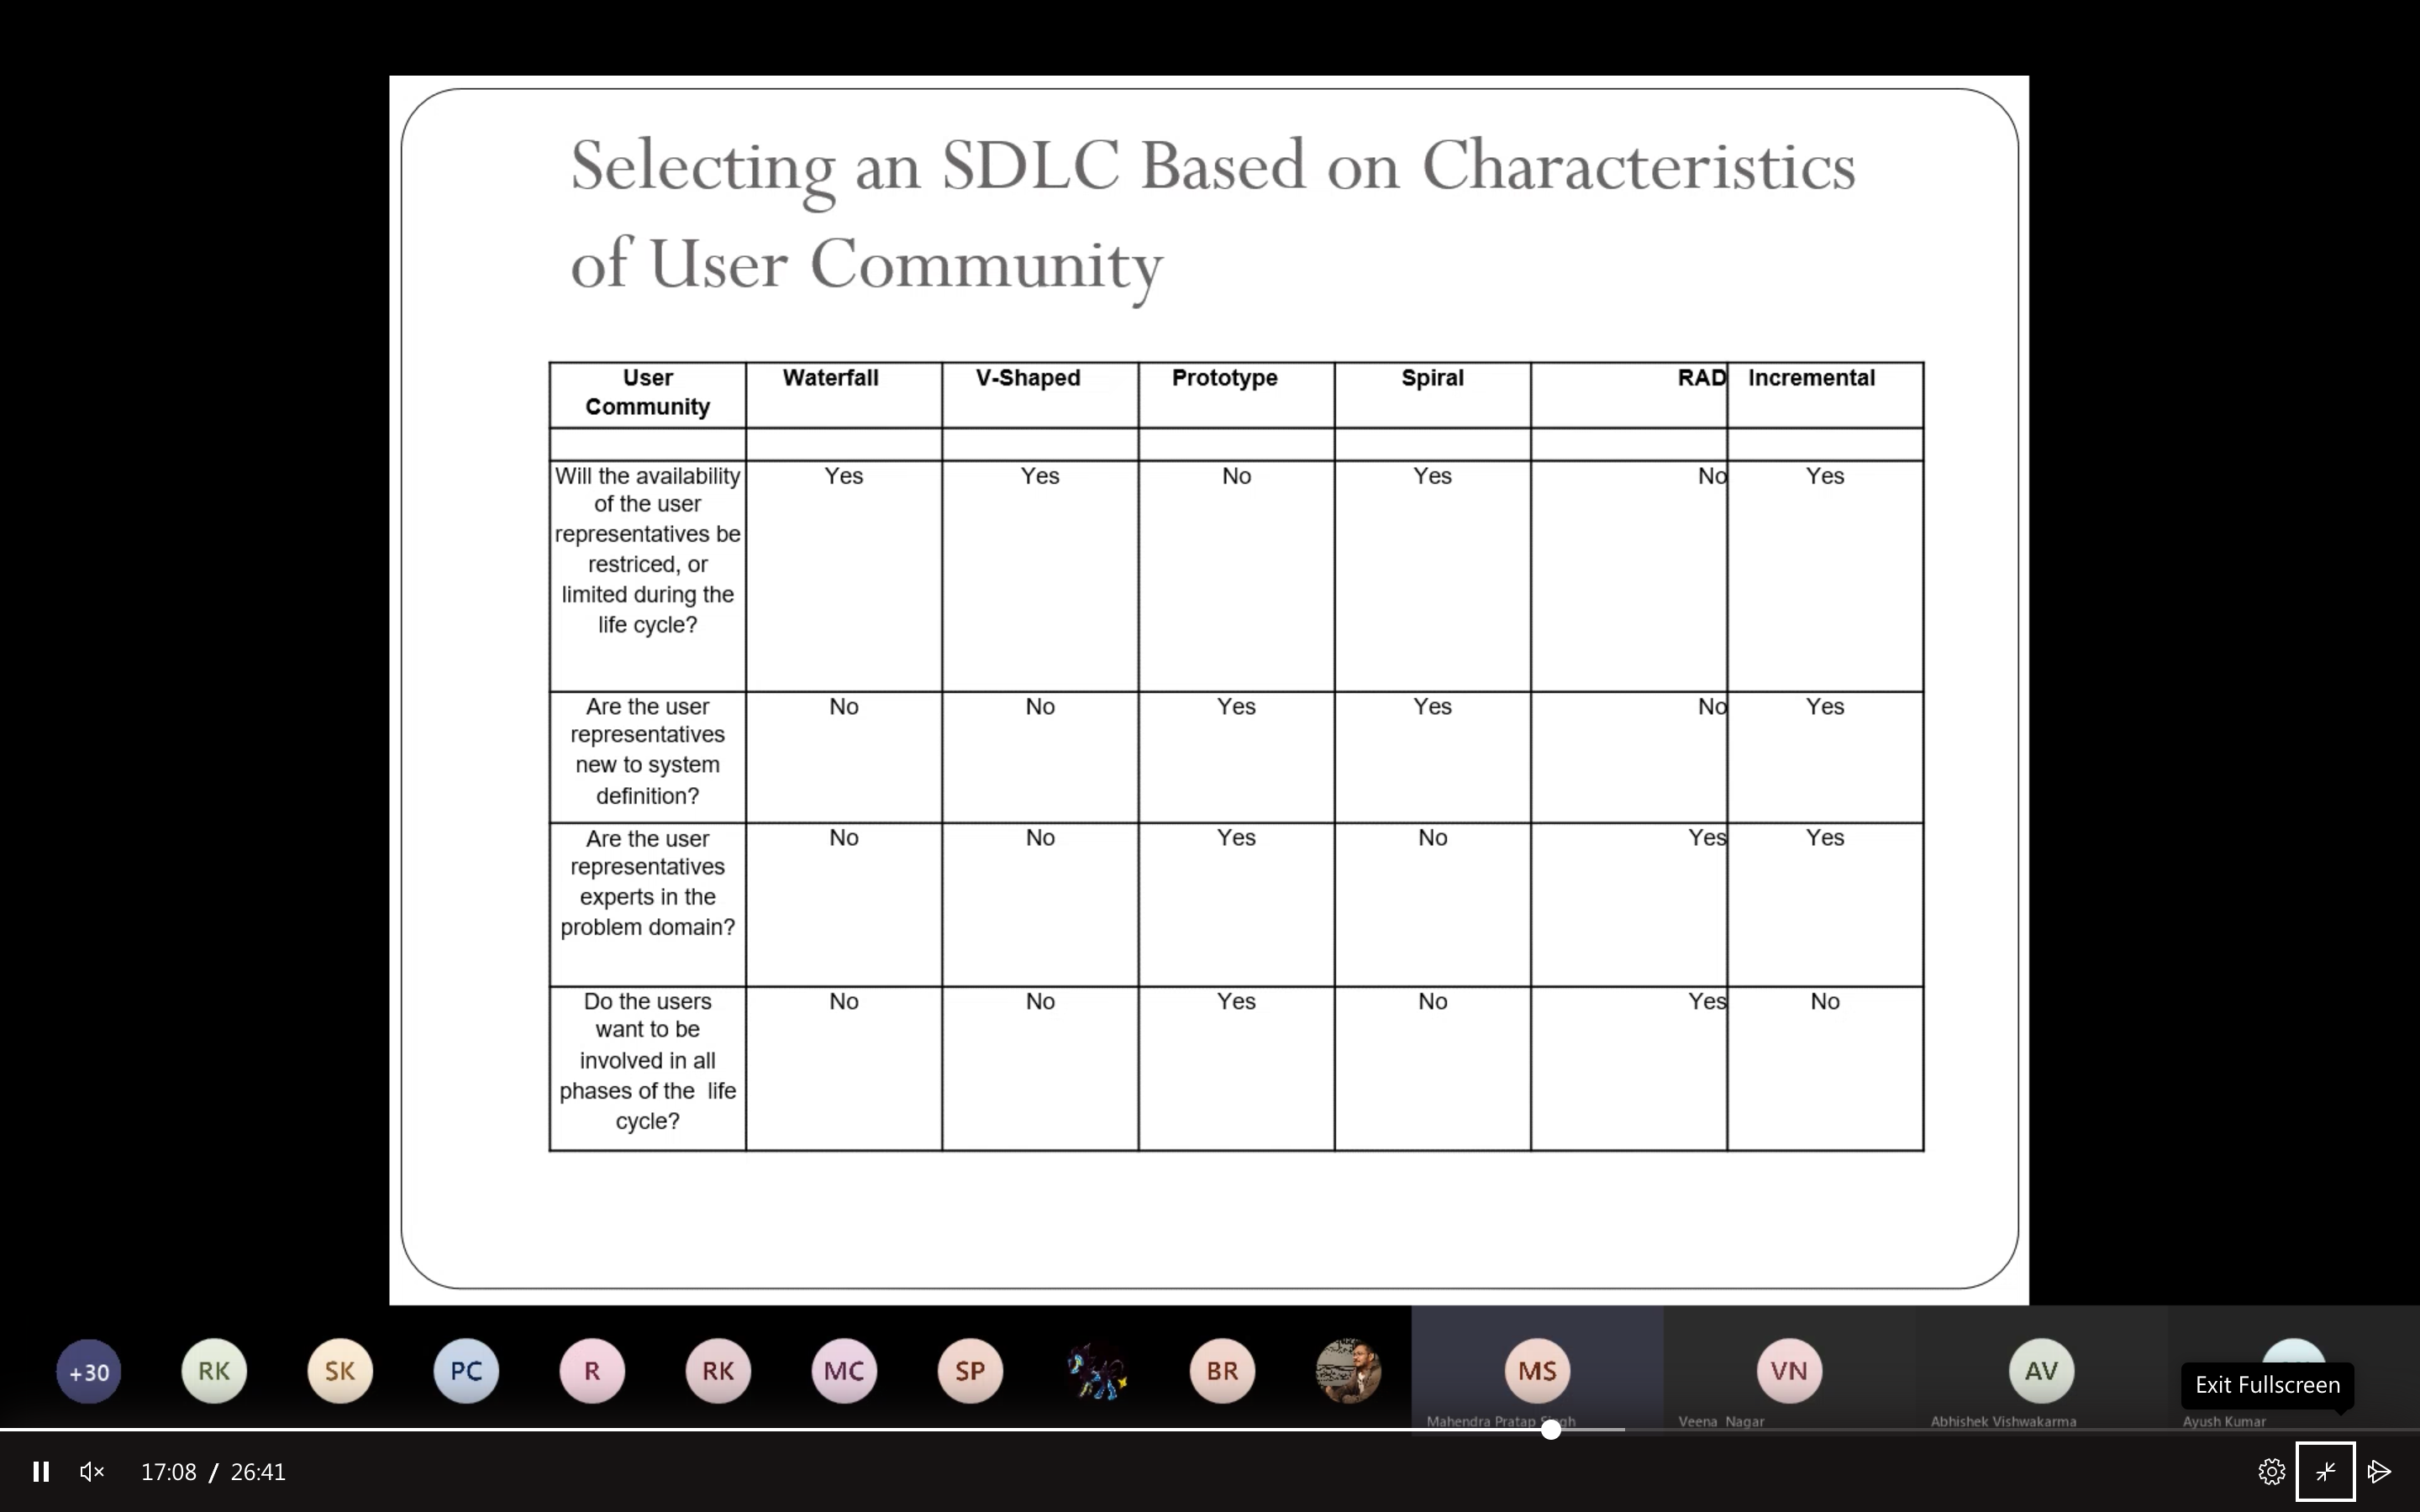 Selecting an SDLC Based on Characteristics
of User Community
User
Community
Waterfall
V-Shaped
Prototype
Spiral
RAD
Incremental
Will the availability
of the user
representatives be
restriced, or
limited during the
life cycle?
Yes
Yes
No
Yes
No
Yes
Are the user
representatives
new to system
definition?
No
No
Yes
Yes
No
Yes
Are the user
representatives
experts in the
problem domain?
No
No
Yes
No
Yes
Yes
Do the users
want to be
involved in all
phases of the  life
cycle?
No
No
Yes
No
Yes
No
+30
RK
SK
PC
R
RK
MC
SP
BR
MS
VN
AV
Exit Fullscreen
Mahendra Pratap Singh
Veena Nagar
Abhishek Vishwakarma
Ayush Kumar
17:08 / 26:41